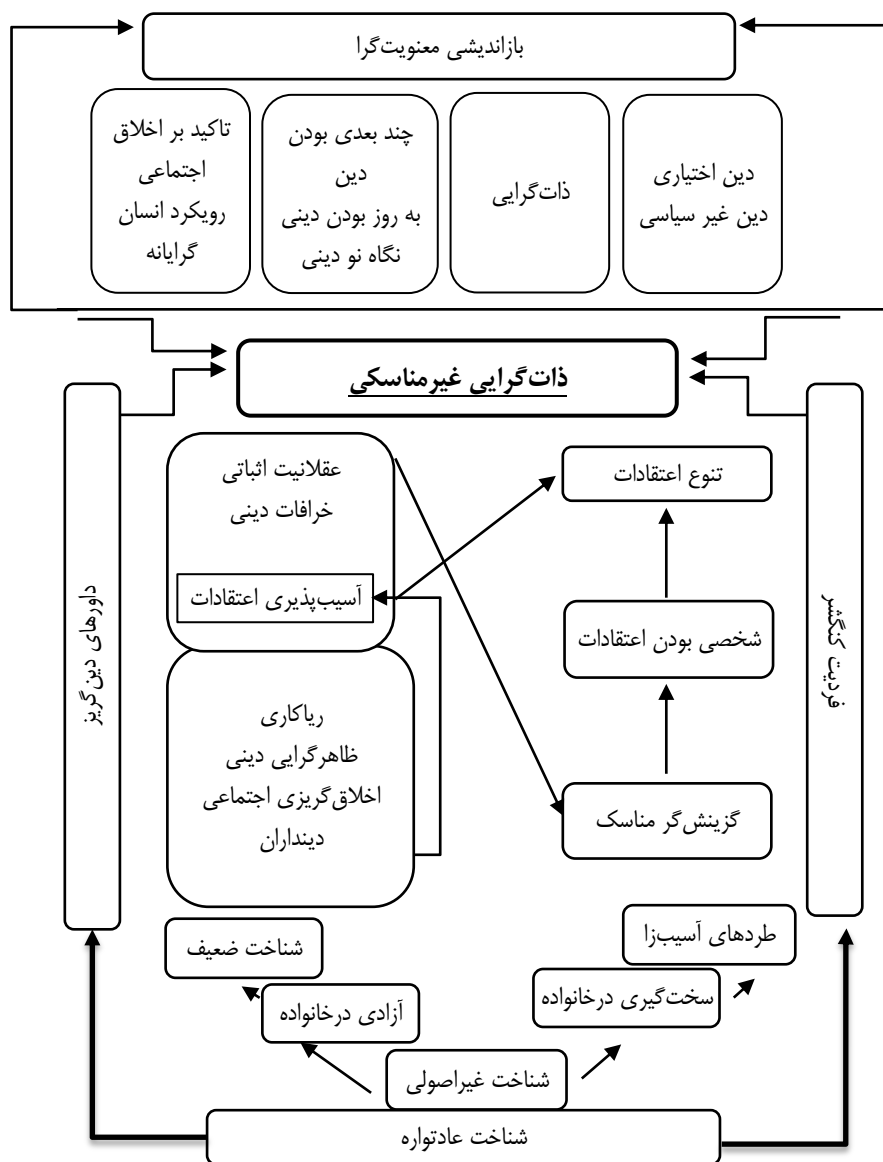 بازاندیشی معنویت‌گرا
دین اختیاری
دین غیر سیاسی
ذات‌گرایی
چند بعدی بودن
دین
به روز بودن دینی
نگاه نو دینی
تاکید بر اخلاق
اجتماعی
رویکرد انسان
گرایانه
ذات‌گرایی غیرمناسکی
فردیت کنگشر
تنوع اعتقادات
شخصی بودن اعتقادات
گزینش‌گر مناسک
عقلانیت اثباتی
خرافات دینی
آسیب‌پذیری اعتقادات
ریاکاری
ظاهرگرایی دینی
اخلاق‌گریزی اجتماعی
دینداران
داورهای دین‌گریز
طردهای آسیب‌زا
سخت‌گیری درخانواده
شناخت ضعیف
آزادی درخانواده
شناخت غیراصولی
شناخت عادتواره